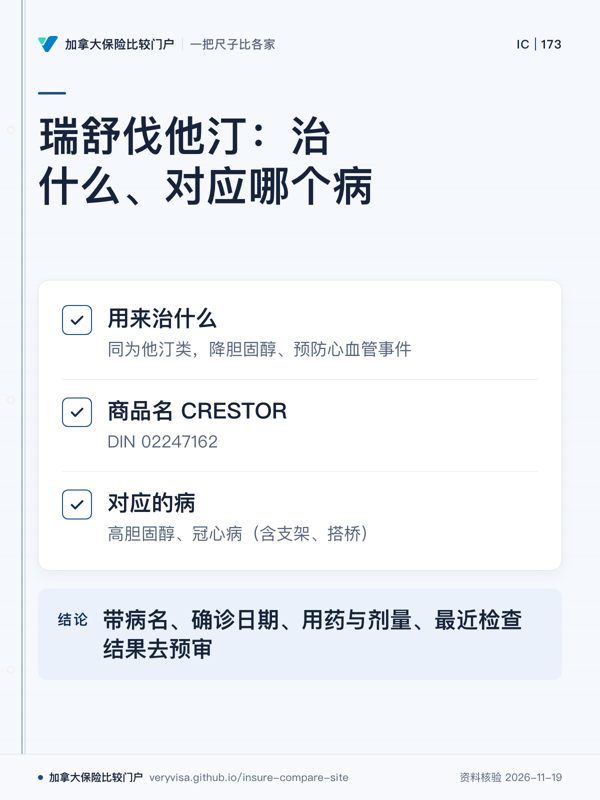 加拿大保险比较门户 | 一把尺子比各家
IC | 173
瑞舒伐他汀：治
什么、对应哪个病
用来治什么
同为他汀类，降胆固醇、预防心血管事件
商品名 CRESTOR
DIN 02247162
对应的病
高胆固醇、冠心病（含支架、搭桥）
结论 带病名、确诊日期、用药与剂量、最近检查
结果去预审
加拿大保险比较门户 veryvisa.github.io/insure-compare-site
资料核验 2026-11-19